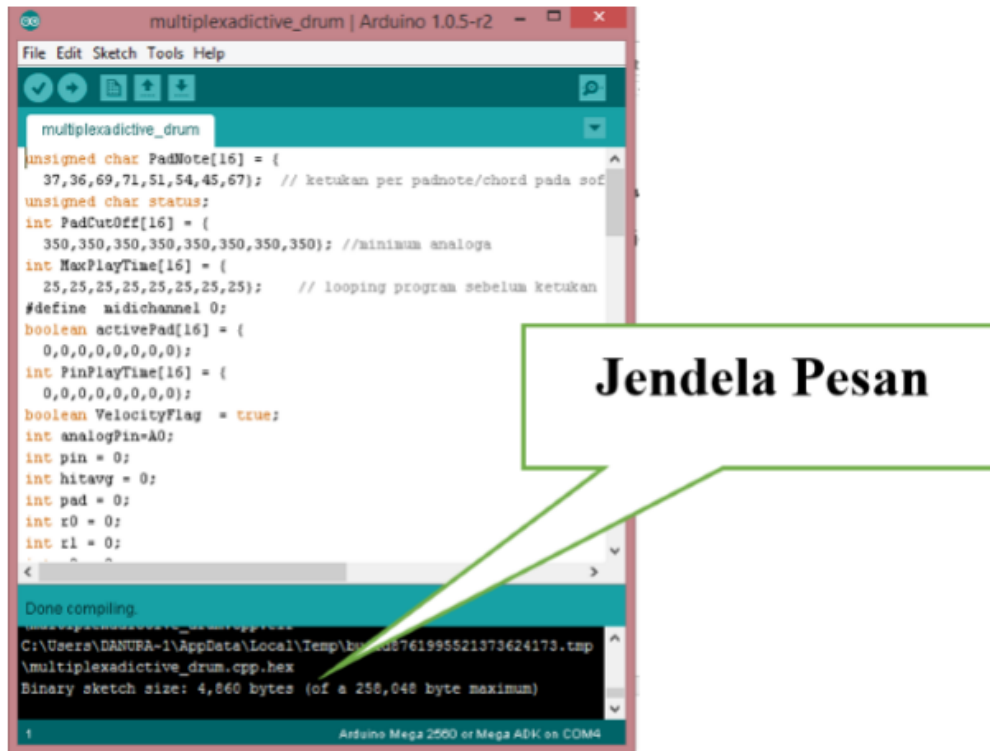 multiplexadictive_drum | Arduino 1.0.5-r2
File Edit Sketch Tools Help
multiplexadictive_drum
unsigned char PadNote[16] = {
37,36,69,71,51,54,45,67}; // ketukan per padnote/chord pada sof
unsigned char status;
int PadCutOff[16] = {
350,350,350,350,350,350,350,350}; //minimum analoga
int MaxPlayTime[16] = {
25,25,25,25,25,25,25,25}; // looping program sebelum ketukan
#define midichannel 0;
boolean activePad[16] = {
0,0,0,0,0,0,0,0};
int PinPlayTime[16] = {
0,0,0,0,0,0,0,0};
boolean VelocityFlag = true;
int analogPin=A0;
int pin = 0;
int hitavg = 0;
int pad = 0;
int r0 = 0;
int r1 = 0;
Jendela Pesan
Done compiling.
C:\Users\DANURA~1\AppData\Local\Temp\
\multiplexadictive_drum.cpp.hex
Binary sketch size: 4,860 bytes (of a 258,048 byte maximum)
1
Arduino Mega 2560 or Mega ADK on COM4